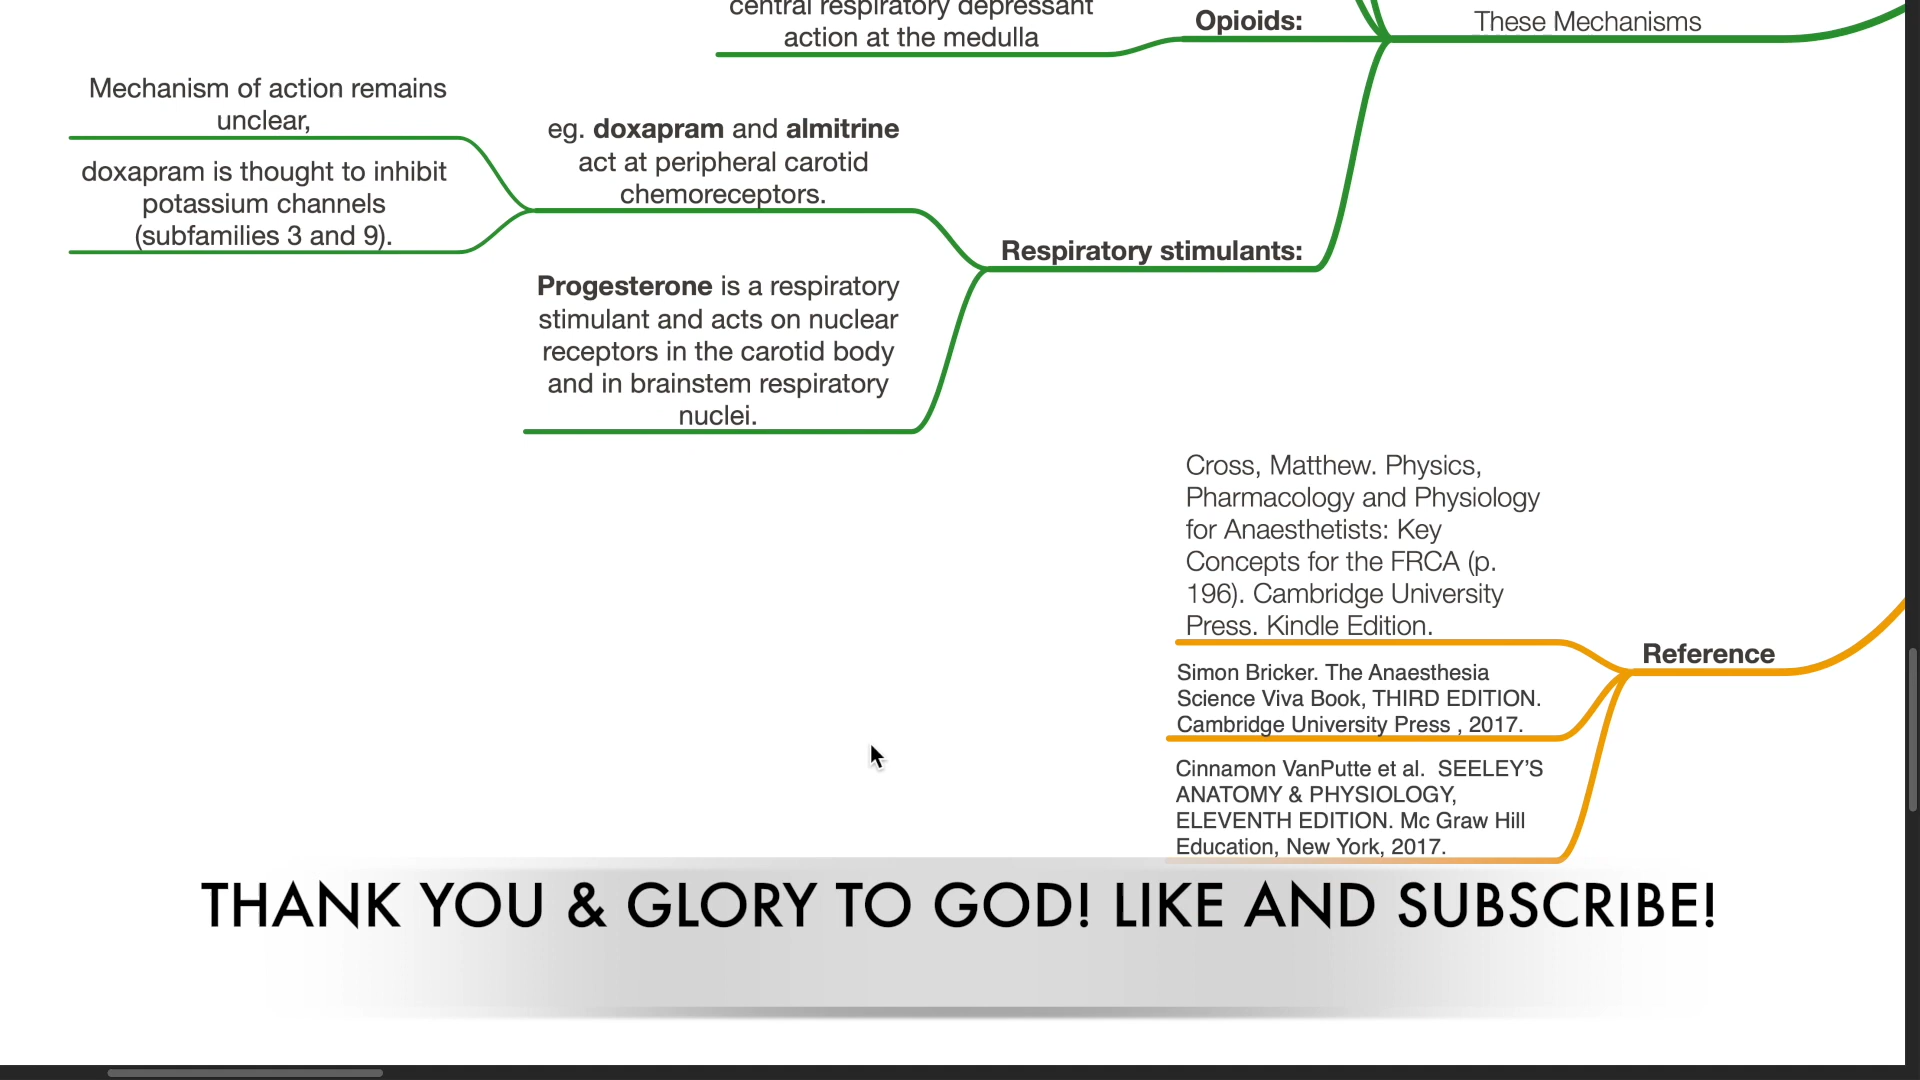 central respiratory depressant
action at the medulla
Opioids:
These Mechanisms
Mechanism of action remains
unclear,
doxapram is thought to inhibit
potassium channels
(subfamilies 3 and 9).
eg. doxapram and almitrine
act at peripheral carotid
chemoreceptors.
Respiratory stimulants:
Progesterone is a respiratory
stimulant and acts on nuclear
receptors in the carotid body
and in brainstem respiratory
nuclei.
Cross, Matthew. Physics,
Pharmacology and Physiology
for Anaesthetists: Key
Concepts for the FRCA (p.
196). Cambridge University
Press. Kindle Edition.
Reference
Simon Bricker. The Anaesthesia
Science Viva Book, THIRD EDITION.
Cambridge University Press , 2017.
Cinnamon VanPutte et al.  SEELEY’S
ANATOMY & PHYSIOLOGY,
ELEVENTH EDITION. Mc Graw Hill
Education, New York, 2017.
THANK YOU & GLORY TO GOD! LIKE AND SUBSCRIBE!